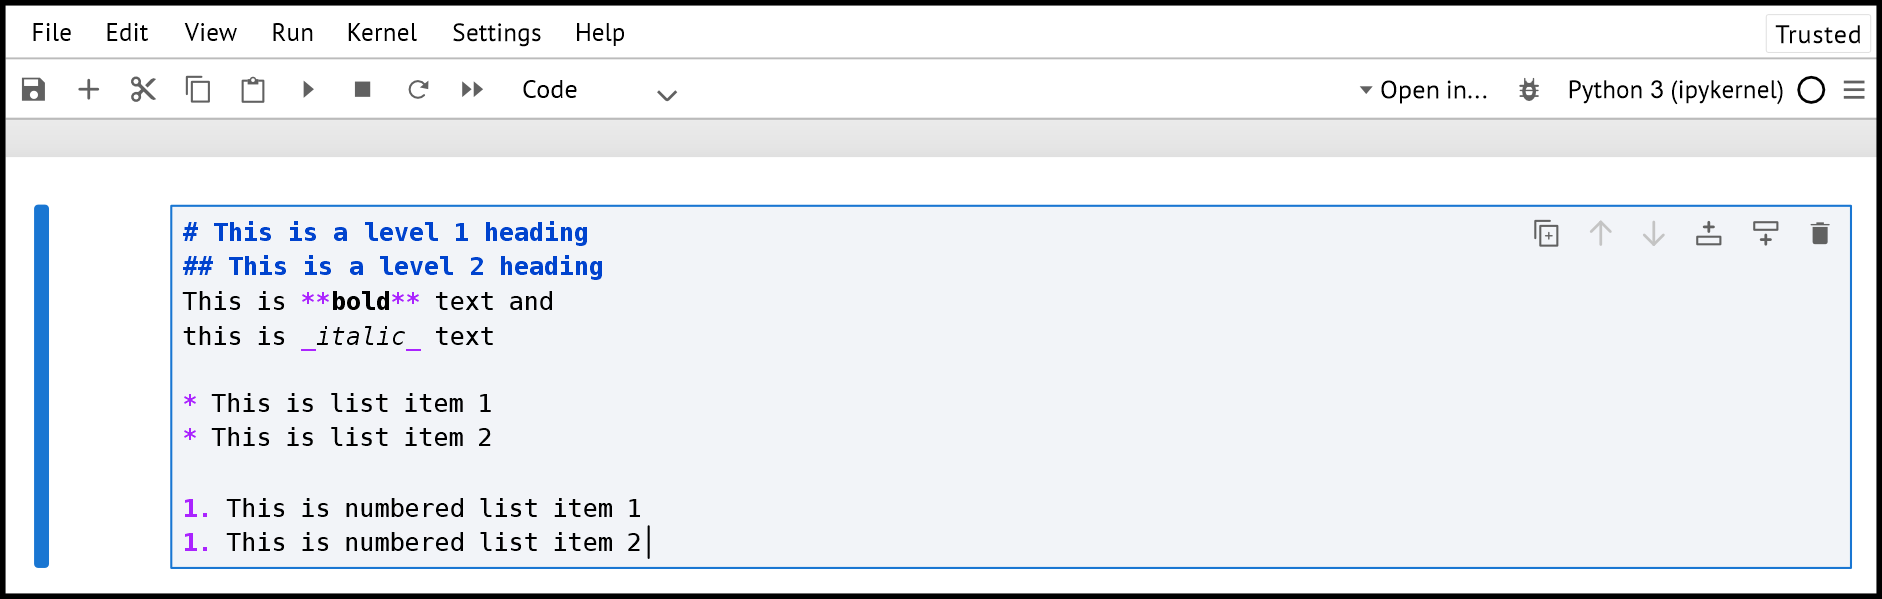 File Edit View Run Kernel Settings Help Trusted
Code Open in... Python 3 (ipykernel)
# This is a level 1 heading
## This is a level 2 heading
This is **bold** text and
this is _italic_ text
* This is list item 1
* This is list item 2
1. This is numbered list item 1
1. This is numbered list item 2